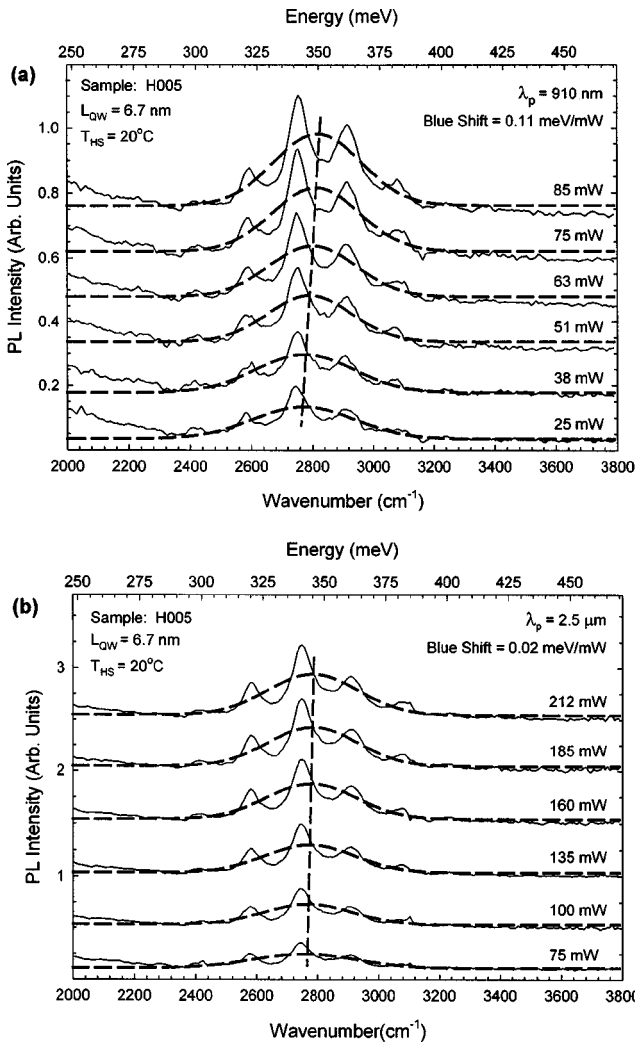 Energy (meV)
250 275 300 325 350 375 400 425 450
(a)
Sample: H005
L_QW = 6.7 nm
T_HS = 20°C
λ_p = 910 nm
Blue Shift = 0.11 meV/mW
85 mW
75 mW
63 mW
51 mW
38 mW
25 mW
1.0
0.8
0.6
0.4
0.2
PL Intensity (Arb. Units)
2000 2200 2400 2600 2800 3000 3200 3400 3600 3800
Wavenumber (cm⁻¹)
Energy (meV)
250 275 300 325 350 375 400 425 450
(b)
Sample: H005
L_QW = 6.7 nm
T_HS = 20°C
λ_p = 2.5 μm
Blue Shift = 0.02 meV/mW
212 mW
185 mW
160 mW
135 mW
100 mW
75 mW
3
2
1
PL Intensity (Arb. Units)
2000 2200 2400 2600 2800 3000 3200 3400 3600 3800
Wavenumber(cm⁻¹)